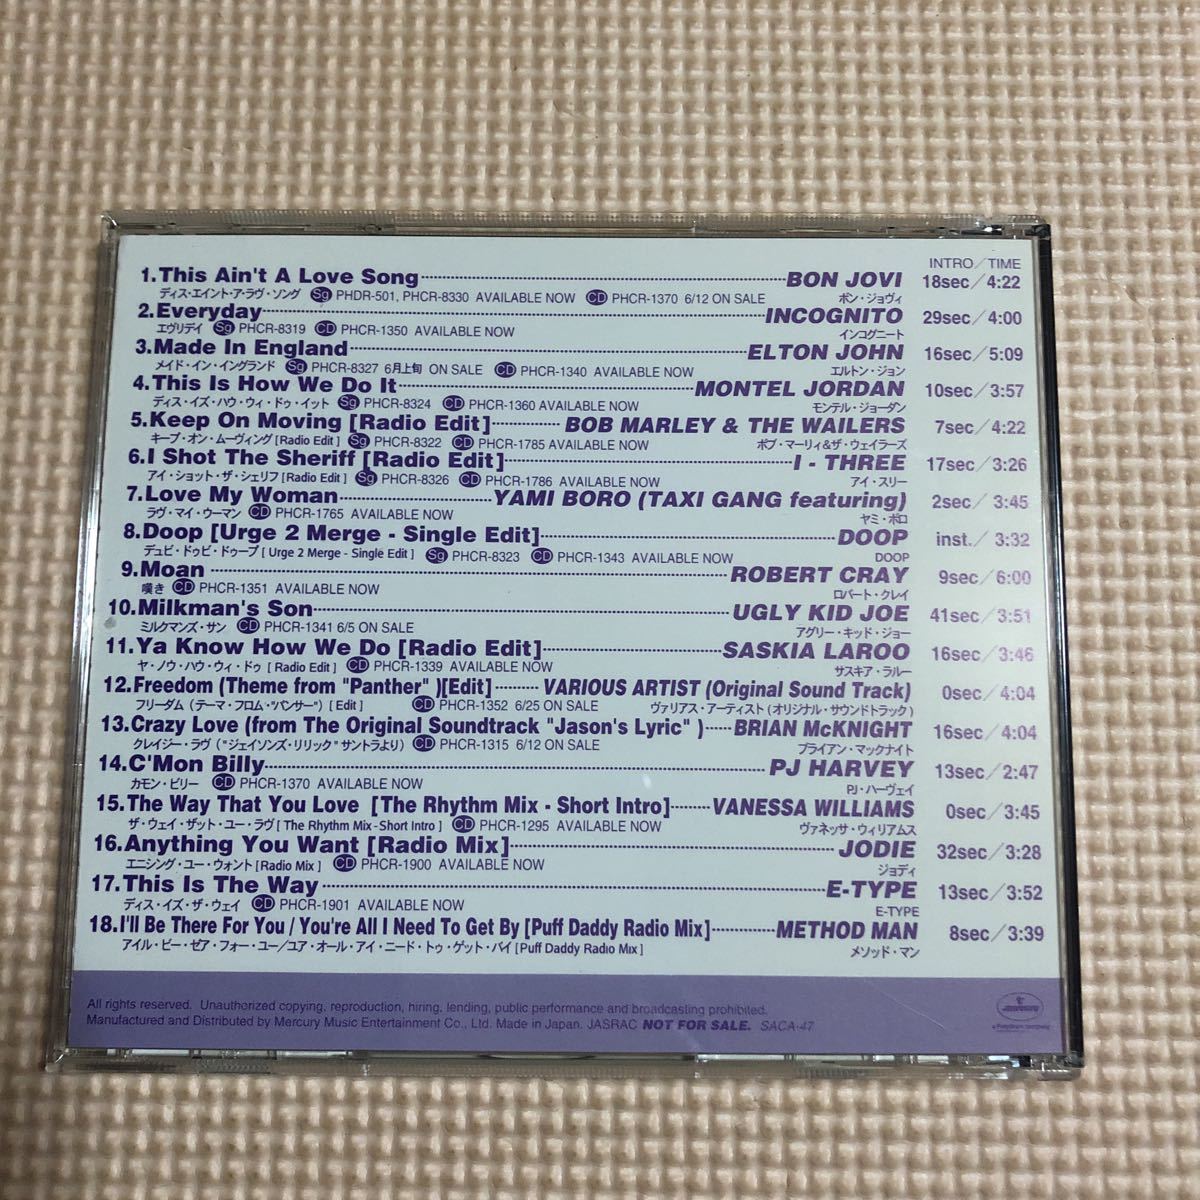 INTRO/TIME
1.This Ain't A Love Song BON JOVI 18sec/4:22
ディス・エイント・ア・ラヴ・ソング Sg PHDR-501, PHCR-8330 AVAILABLE NOW CD PHCR-1370 6/12 ON SALE ボン・ジョヴィ
2.Everyday INCOGNITO 29sec/4:00
エヴリデイ Sg PHCR-8319 CD PHCR-1350 AVAILABLE NOW インコグニート
3.Made In England ELTON JOHN 16sec/5:09
メイド・イン・イングランド Sg PHCR-8327 6月上旬 ON SALE CD PHCR-1340 AVAILABLE NOW エルトン・ジョン
4.This Is How We Do It MONTEL JORDAN 10sec/3:57
ディス・イズ・ハウ・ウィ・ドゥ・イット Sg PHCR-8324 CD PHCR-1360 AVAILABLE NOW モンテル・ジョーダン
5.Keep On Moving [Radio Edit] BOB MARLEY & THE WAILERS 7sec/4:22
キープ・オン・ムーヴィング [Radio Edit] Sg PHCR-8322 CD PHCR-1785 AVAILABLE NOW ボブ・マーリィ&ザ・ウェイラーズ
6.I Shot The Sheriff [Radio Edit] I - THREE 17sec/3:26
アイ・ショット・ザ・シェリフ [Radio Edit] Sg PHCR-8326 CD PHCR-1786 AVAILABLE NOW アイ・スリー
7.Love My Woman YAMI BORO (TAXI GANG featuring) 2sec/3:45
ラヴ・マイ・ウーマン CD PHCR-1765 AVAILABLE NOW ヤミ・ボロ
8.Doop [Urge 2 Merge - Single Edit] DOOP inst./3:32
デュビ・ドゥビ・ドゥープ [Urge 2 Merge - Single Edit] Sg PHCR-8323 CD PHCR-1343 AVAILABLE NOW DOOP
9.Moan ROBERT CRAY 9sec/6:00
嘆き CD PHCR-1351 AVAILABLE NOW ロバート・クレイ
10.Milkman's Son UGLY KID JOE 41sec/3:51
ミルクマンズ・サン CD PHCR-1341 6/5 ON SALE アグリー・キッド・ジョー
11.Ya Know How We Do [Radio Edit] SASKIA LAROO 16sec/3:46
ヤ・ノウ・ハウ・ウィ・ドゥ [Radio Edit] CD PHCR-1339 AVAILABLE NOW サスキア・ラルー
12.Freedom (Theme from "Panther" )[Edit] VARIOUS ARTIST (Original Sound Track) 0sec/4:04
フリーダム (テーマ・フロム・"パンサー") [Edit] CD PHCR-1352 6/25 ON SALE ヴァリアス・アーティスト(オリジナル・サウンドトラック)
13.Crazy Love (from The Original Soundtrack "Jason's Lyric" ) BRIAN McKNIGHT 16sec/4:04
クレイジー・ラヴ ("ジェイソンズ・リリック"サントラより) CD PHCR-1315 6/12 ON SALE ブライアン・マックナイト
14.C'Mon Billy PJ HARVEY 13sec/2:47
カモン・ビリー CD PHCR-1370 AVAILABLE NOW PJ・ハーヴェイ
15.The Way That You Love [The Rhythm Mix - Short Intro] VANESSA WILLIAMS 0sec/3:45
ザ・ウェイ・ザット・ユー・ラヴ [The Rhythm Mix-Short Intro] CD PHCR-1295 AVAILABLE NOW ヴァネッサ・ウィリアムス
16.Anything You Want [Radio Mix] JODIE 32sec/3:28
エニシング・ユー・ウォント [Radio Mix] CD PHCR-1900 AVAILABLE NOW ジョディ
17.This Is The Way E-TYPE 13sec/3:52
ディス・イズ・ザ・ウェイ CD PHCR-1901 AVAILABLE NOW E-TYPE
18.I'll Be There For You / You're All I Need To Get By [Puff Daddy Radio Mix] METHOD MAN 8sec/3:39
アイル・ビー・ゼア・フォー・ユー/ユア・オール・アイ・ニード・トゥ・ゲット・バイ [Puff Daddy Radio Mix] メソッド・マン
All rights reserved. Unauthorized copying, reproduction, hiring, lending, public performance and broadcasting prohibited.
Manufactured and Distributed by Mercury Music Entertainment Co., Ltd. Made in Japan. JASRAC NOT FOR SALE. SACA-47
a PolyGram company